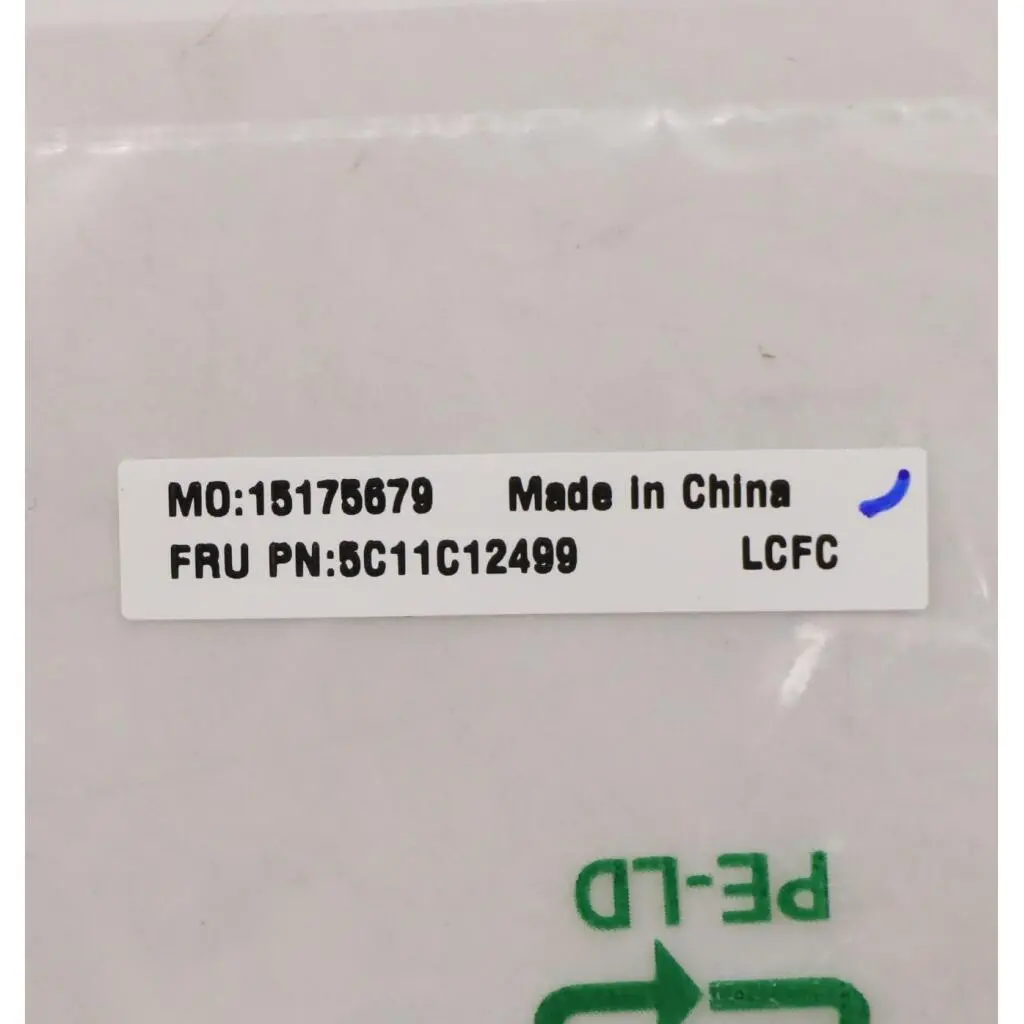 MO:15175679 Made in China
FRU PN:5C11C12499 LCFC
PE-LD